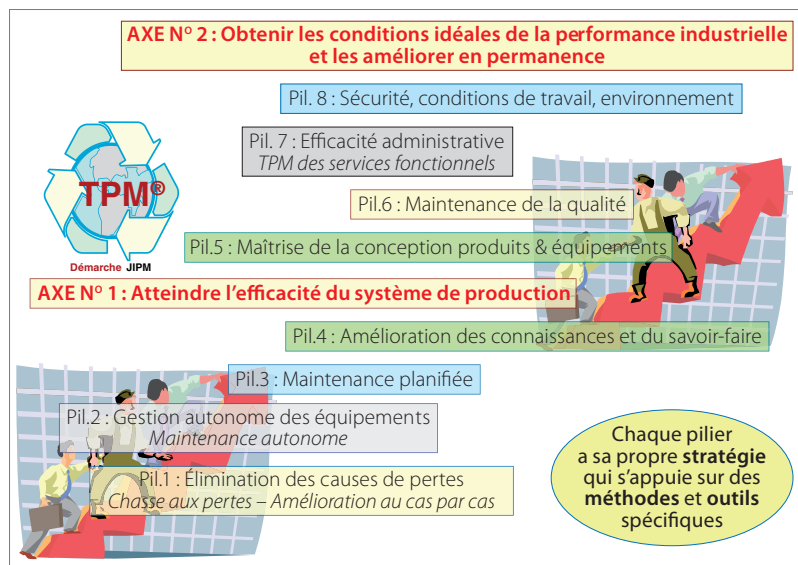 AXE N° 2 : Obtenir les conditions idéales de la performance industrielle
et les améliorer en permanence
Pil. 8 : Sécurité, conditions de travail, environnement
Pil. 7 : Efficacité administrative
TPM des services fonctionnels
TPM®
Pil.6 : Maintenance de la qualité
Pil.5 : Maîtrise de la conception produits & équipements
Démarche JIPM
AXE N° 1 : Atteindre l’efficacité du système de production
Pil.4 : Amélioration des connaissances et du savoir-faire
Pil.3 : Maintenance planifiée
Pil.2 : Gestion autonome des équipements
Maintenance autonome
Pil.1 : Élimination des causes de pertes
Chasse aux pertes – Amélioration au cas par cas
Chaque pilier
a sa propre stratégie
qui s’appuie sur des
méthodes et outils
spécifiques